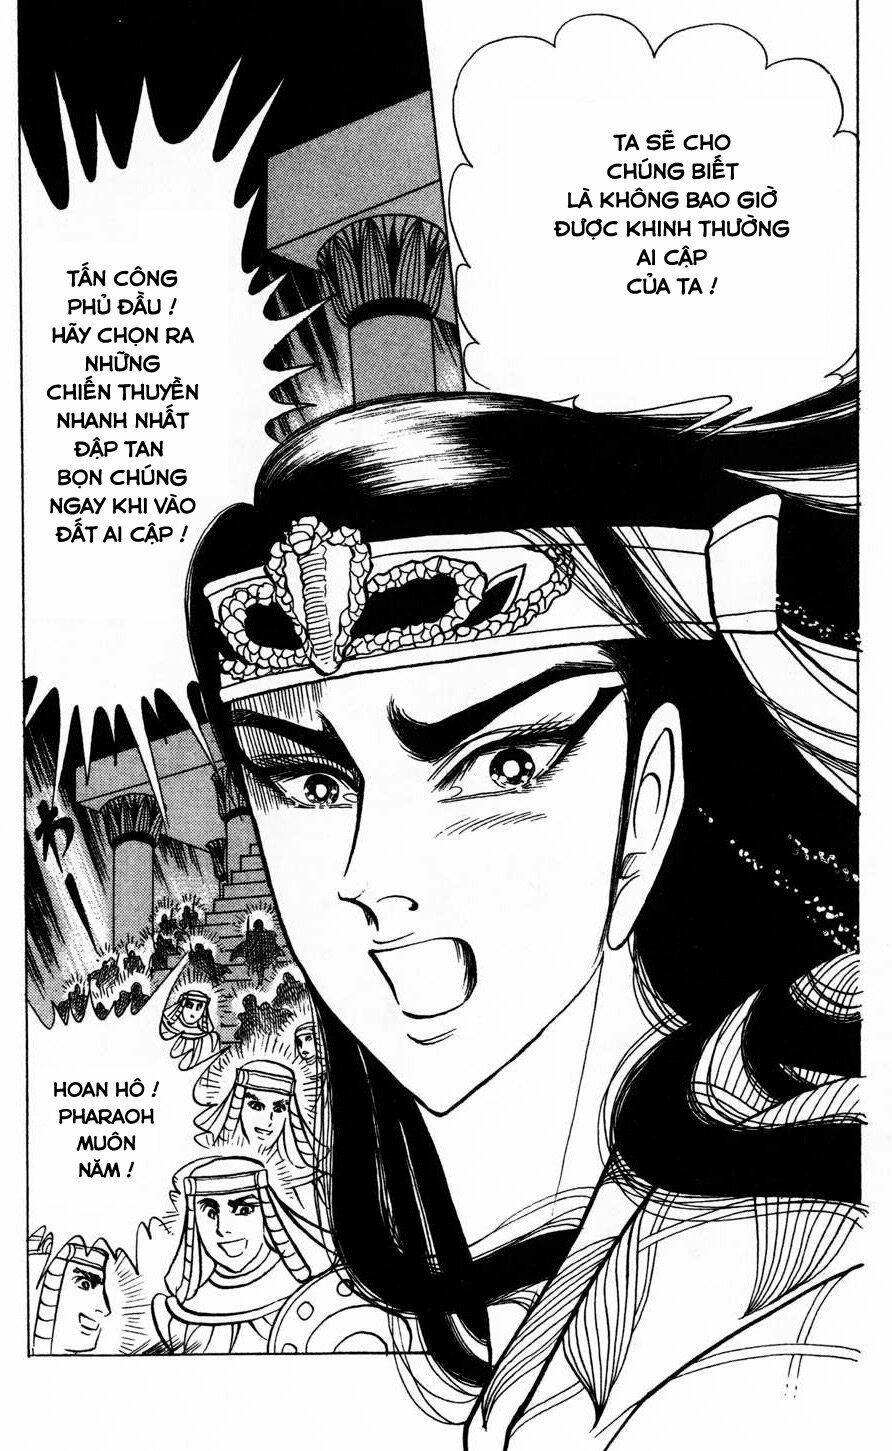 TA SẼ CHO
CHÚNG BIẾT
LÀ KHÔNG BAO GIỜ
ĐƯỢC KHINH THƯỜNG
AI CẬP
CỦA TA !
TẤN CÔNG
PHỦ ĐẦU !
HÃY CHỌN RA
NHỮNG
CHIẾN THUYỀN
NHANH NHẤT
ĐẬP TAN
BỌN CHÚNG
NGAY KHI VÀO
ĐẤT AI CẬP !
わー
HOAN HÔ !
PHARAOH
MUÔN
NĂM !